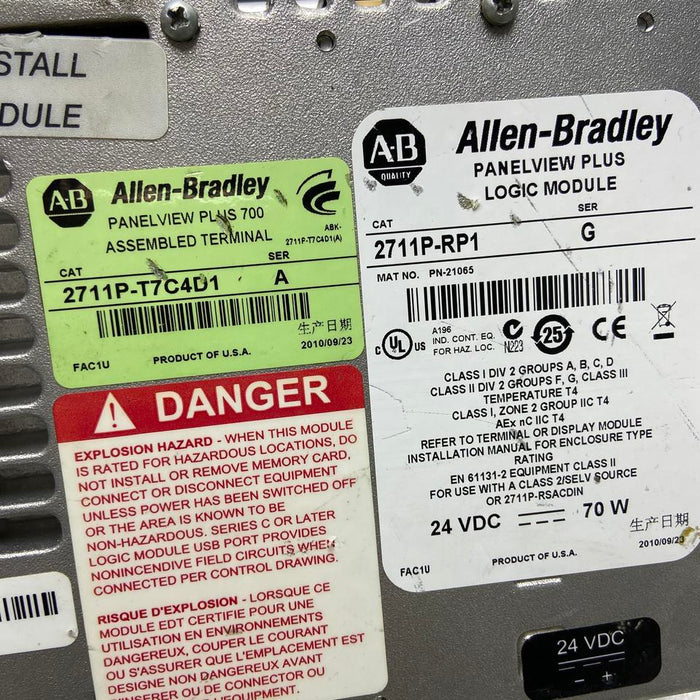 STALL
DULE
AB
Allen-Bradley
PANELVIEW PLUS 700
ASSEMBLED TERMINAL
ABK-
2711P-T7C4D1(A)
CAT
SER
2711P-T7C4D1
A
生产日期
2010/09/23
FAC1U
PRODUCT OF U.S.A.
DANGER
EXPLOSION HAZARD - WHEN THIS MODULE
IS RATED FOR HAZARDOUS LOCATIONS, DO
NOT INSTALL OR REMOVE MEMORY CARD,
CONNECT OR DISCONNECT EQUIPMENT
UNLESS POWER HAS BEEN SWITCHED OFF
OR THE AREA IS KNOWN TO BE
NON-HAZARDOUS. SERIES C OR LATER
LOGIC MODULE USB PORT PROVIDES
NONINCENDIVE FIELD CIRCUITS WHEN
CONNECTED PER CONTROL DRAWING.
RISQUE D'EXPLOSION - LORSQUE CE
MODULE EDT CERTIFIE POUR UNE
UTILISATION EN ENVIRONNEMENTS
DANGEREUX, COUPER LE COURANT
OU S'ASSURER QUE L'EMPLACEMENT EST
DESIGNE NON DANGEREUX AVANT
D'INSERER OU DE CONNECTER OU
L'EQUIPEMENT.
AB
QUALITY
Allen-Bradley
PANELVIEW PLUS
LOGIC MODULE
CAT
SER
2711P-RP1
G
MAT NO. PN-21065
C UL US
A196
IND. CONT. EQ.
FOR HAZ. LOC.
N223
25
CE
CLASS I DIV 2 GROUPS A, B, C, D
CLASS II DIV 2 GROUPS F, G, CLASS III
TEMPERATURE T4
CLASS I, ZONE 2 GROUP IIC T4
AEx nC IIC T4
REFER TO TERMINAL OR DISPLAY MODULE
INSTALLATION MANUAL FOR ENCLOSURE TYPE
RATING
EN 61131-2 EQUIPMENT CLASS II
FOR USE WITH A CLASS 2/SELV SOURCE
OR 2711P-RSACDIN
24 VDC 70 W
生产日期
2010/09/23
FAC1U
PRODUCT OF U.S.A.
24 VDC
- +